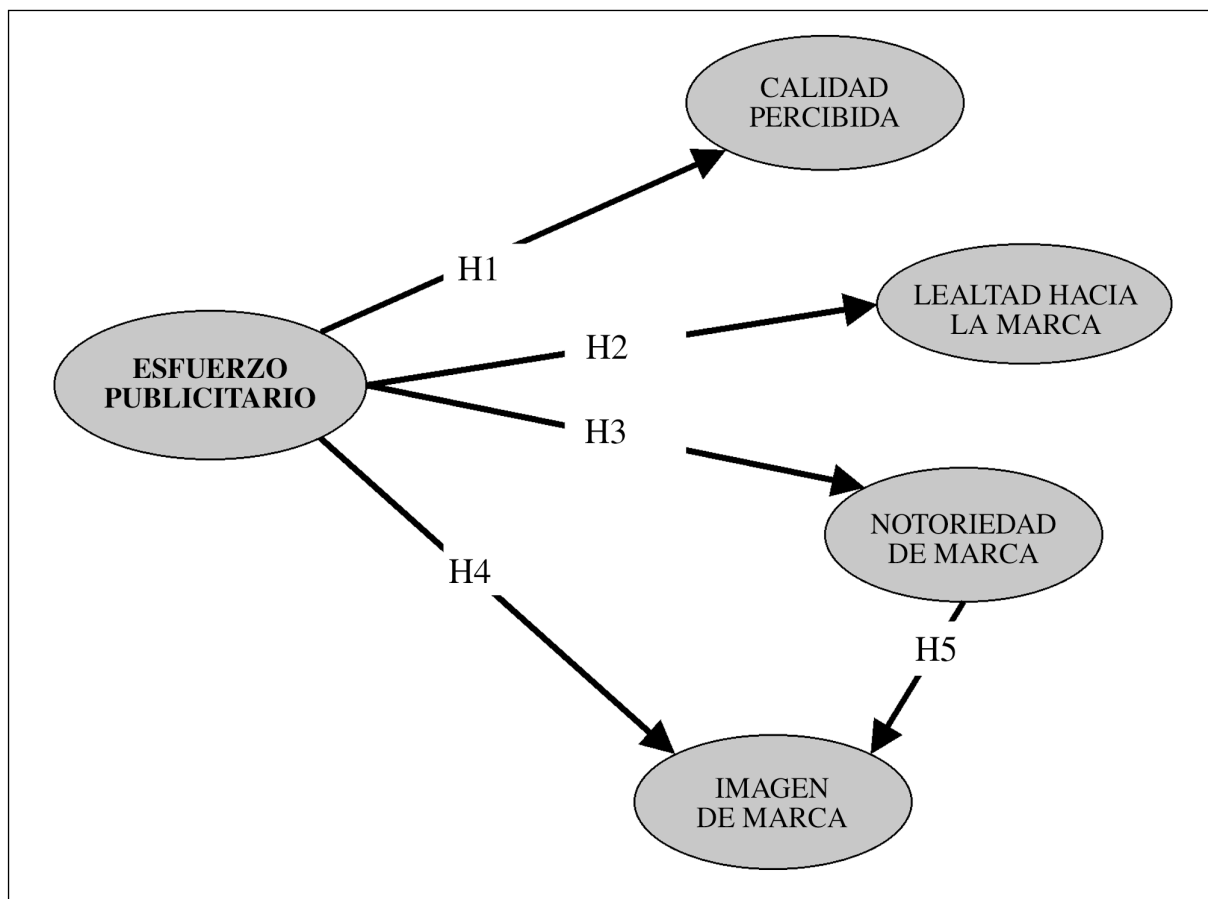 CALIDAD
PERCIBIDA
H1
LEALTAD HACIA
LA MARCA
H2
ESFUERZO
PUBLICITARIO
H3
NOTORIEDAD
DE MARCA
H4
H5
IMAGEN
DE MARCA